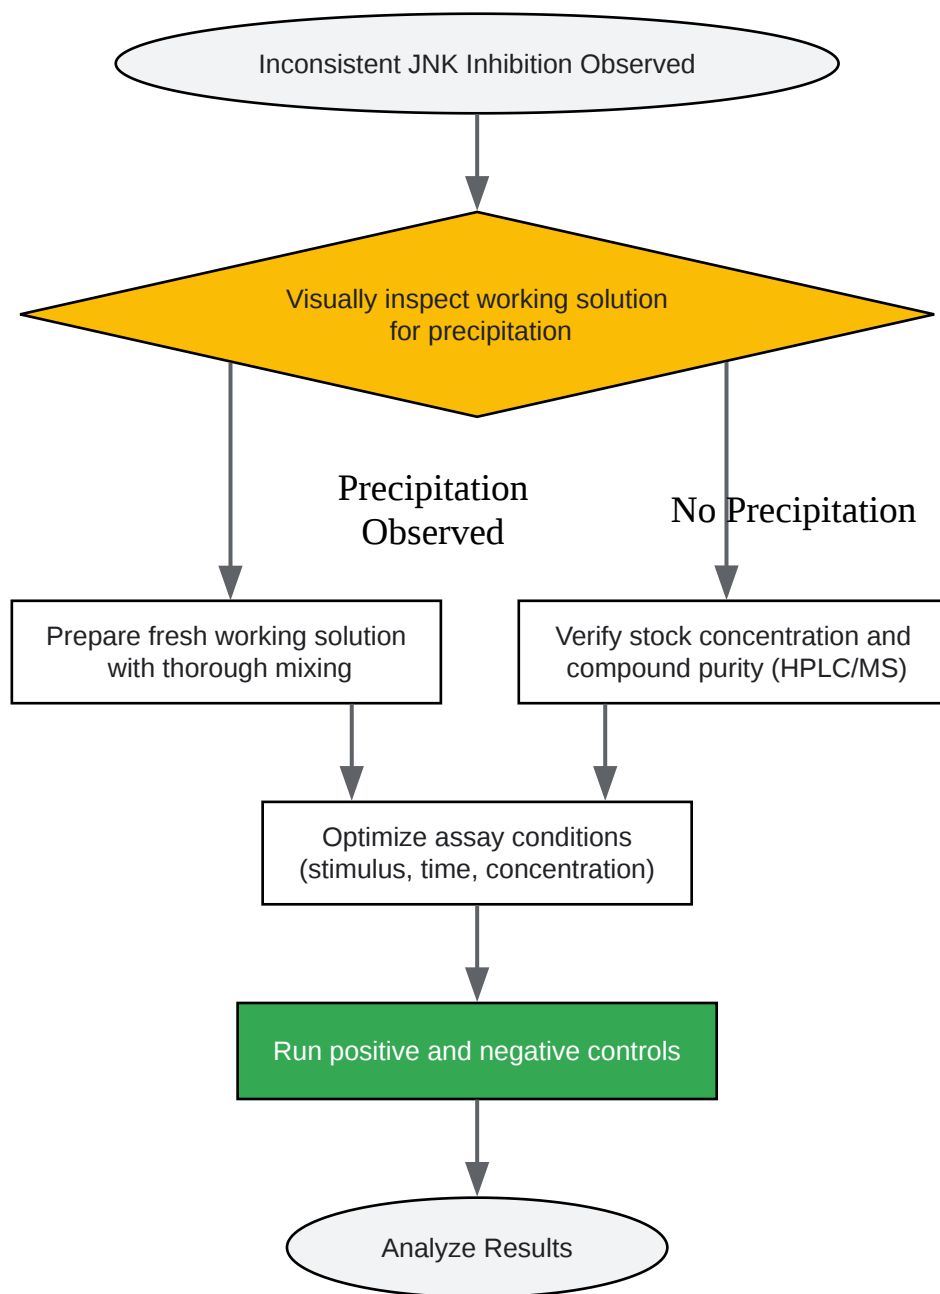 Inconsistent JNK Inhibition Observed
Visually inspect working solution
for precipitation
Precipitation
Observed
No Precipitation
Prepare fresh working solution
with thorough mixing
Verify stock concentration and
compound purity (HPLC/MS)
Optimize assay conditions
(stimulus, time, concentration)
Run positive and negative controls
Analyze Results